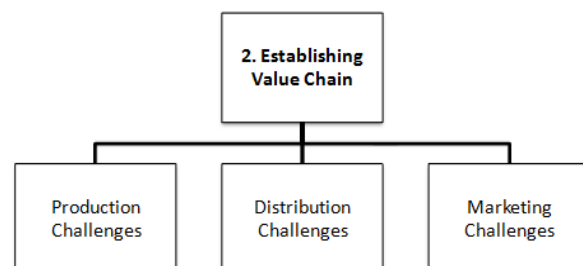 2. Establishing
Value Chain
Production
Challenges
Distribution
Challenges
Marketing
Challenges